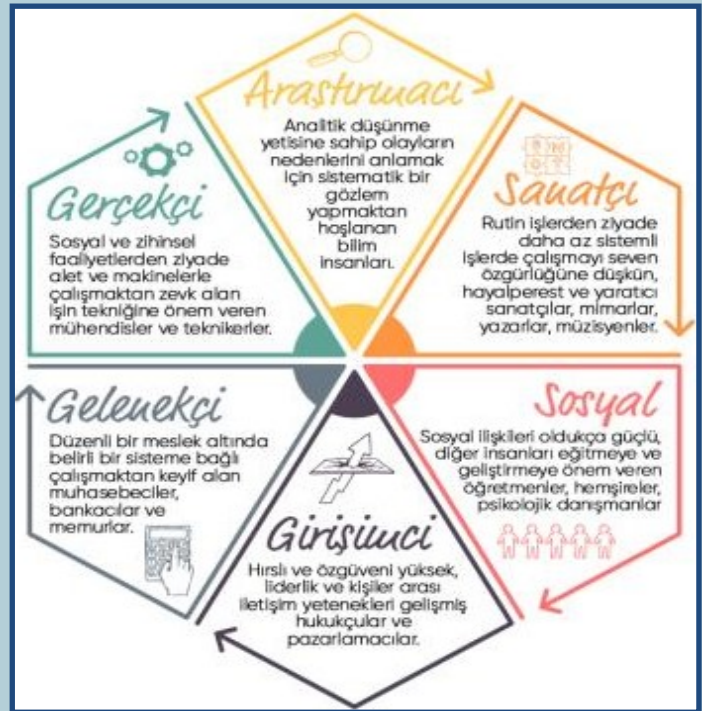 Araştırmacı
Analitik düşünme
yetisine sahip olayların
nedenlerini anlamak
için sistematik bir
gözlem
yapmaktan
hoşlanan
bilim
insanları.
Sanatçı
Rutin işlerden ziyade
daha az sistemli
işlerde çalışmayı seven
özgürlüğüne düşkün,
hayalperest ve yaratıcı
sanatçılar, mimarlar,
yazarlar, müzisyenler.
Sosyal
Sosyal ilişkileri oldukça güçlü,
diğer insanları eğitmeye ve
geliştirmeye önem veren
öğretmenler, hemşireler,
psikolojik danışmanlar
Girişimci
Hırslı ve özgüveni yüksek,
liderlik ve kişiler arası
iletişim yetenekleri gelişmiş
hukukçular ve
pazarlamacılar.
Gelenekçi
Düzenli bir meslek altında
belirli bir sisteme bağlı
çalışmaktan keyif alan
muhasebeciler,
bankacılar ve
memurlar.
Gerçekçi
Sosyal ve zihinsel
faaliyetlerden ziyade
alet ve makinelerle
çalışmaktan zevk alan
işin tekniğine önem veren
mühendisler ve teknikerler.